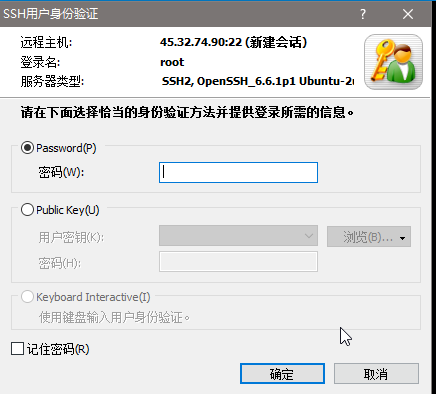 SSH用户身份验证
远程主机: 45.32.74.90:22 (新建会话)
登录名: root
服务器类型: SSH2, OpenSSH_6.6.1p1 Ubuntu-2
请在下面选择恰当的身份验证方法并提供登录所需的信息。
Password(P)
密码(W):
Public Key(U)
用户密钥(K): 浏览(B)...
密码(H):
Keyboard Interactive(I)
使用键盘输入用户身份验证。
记住密码(R)
确定 取消